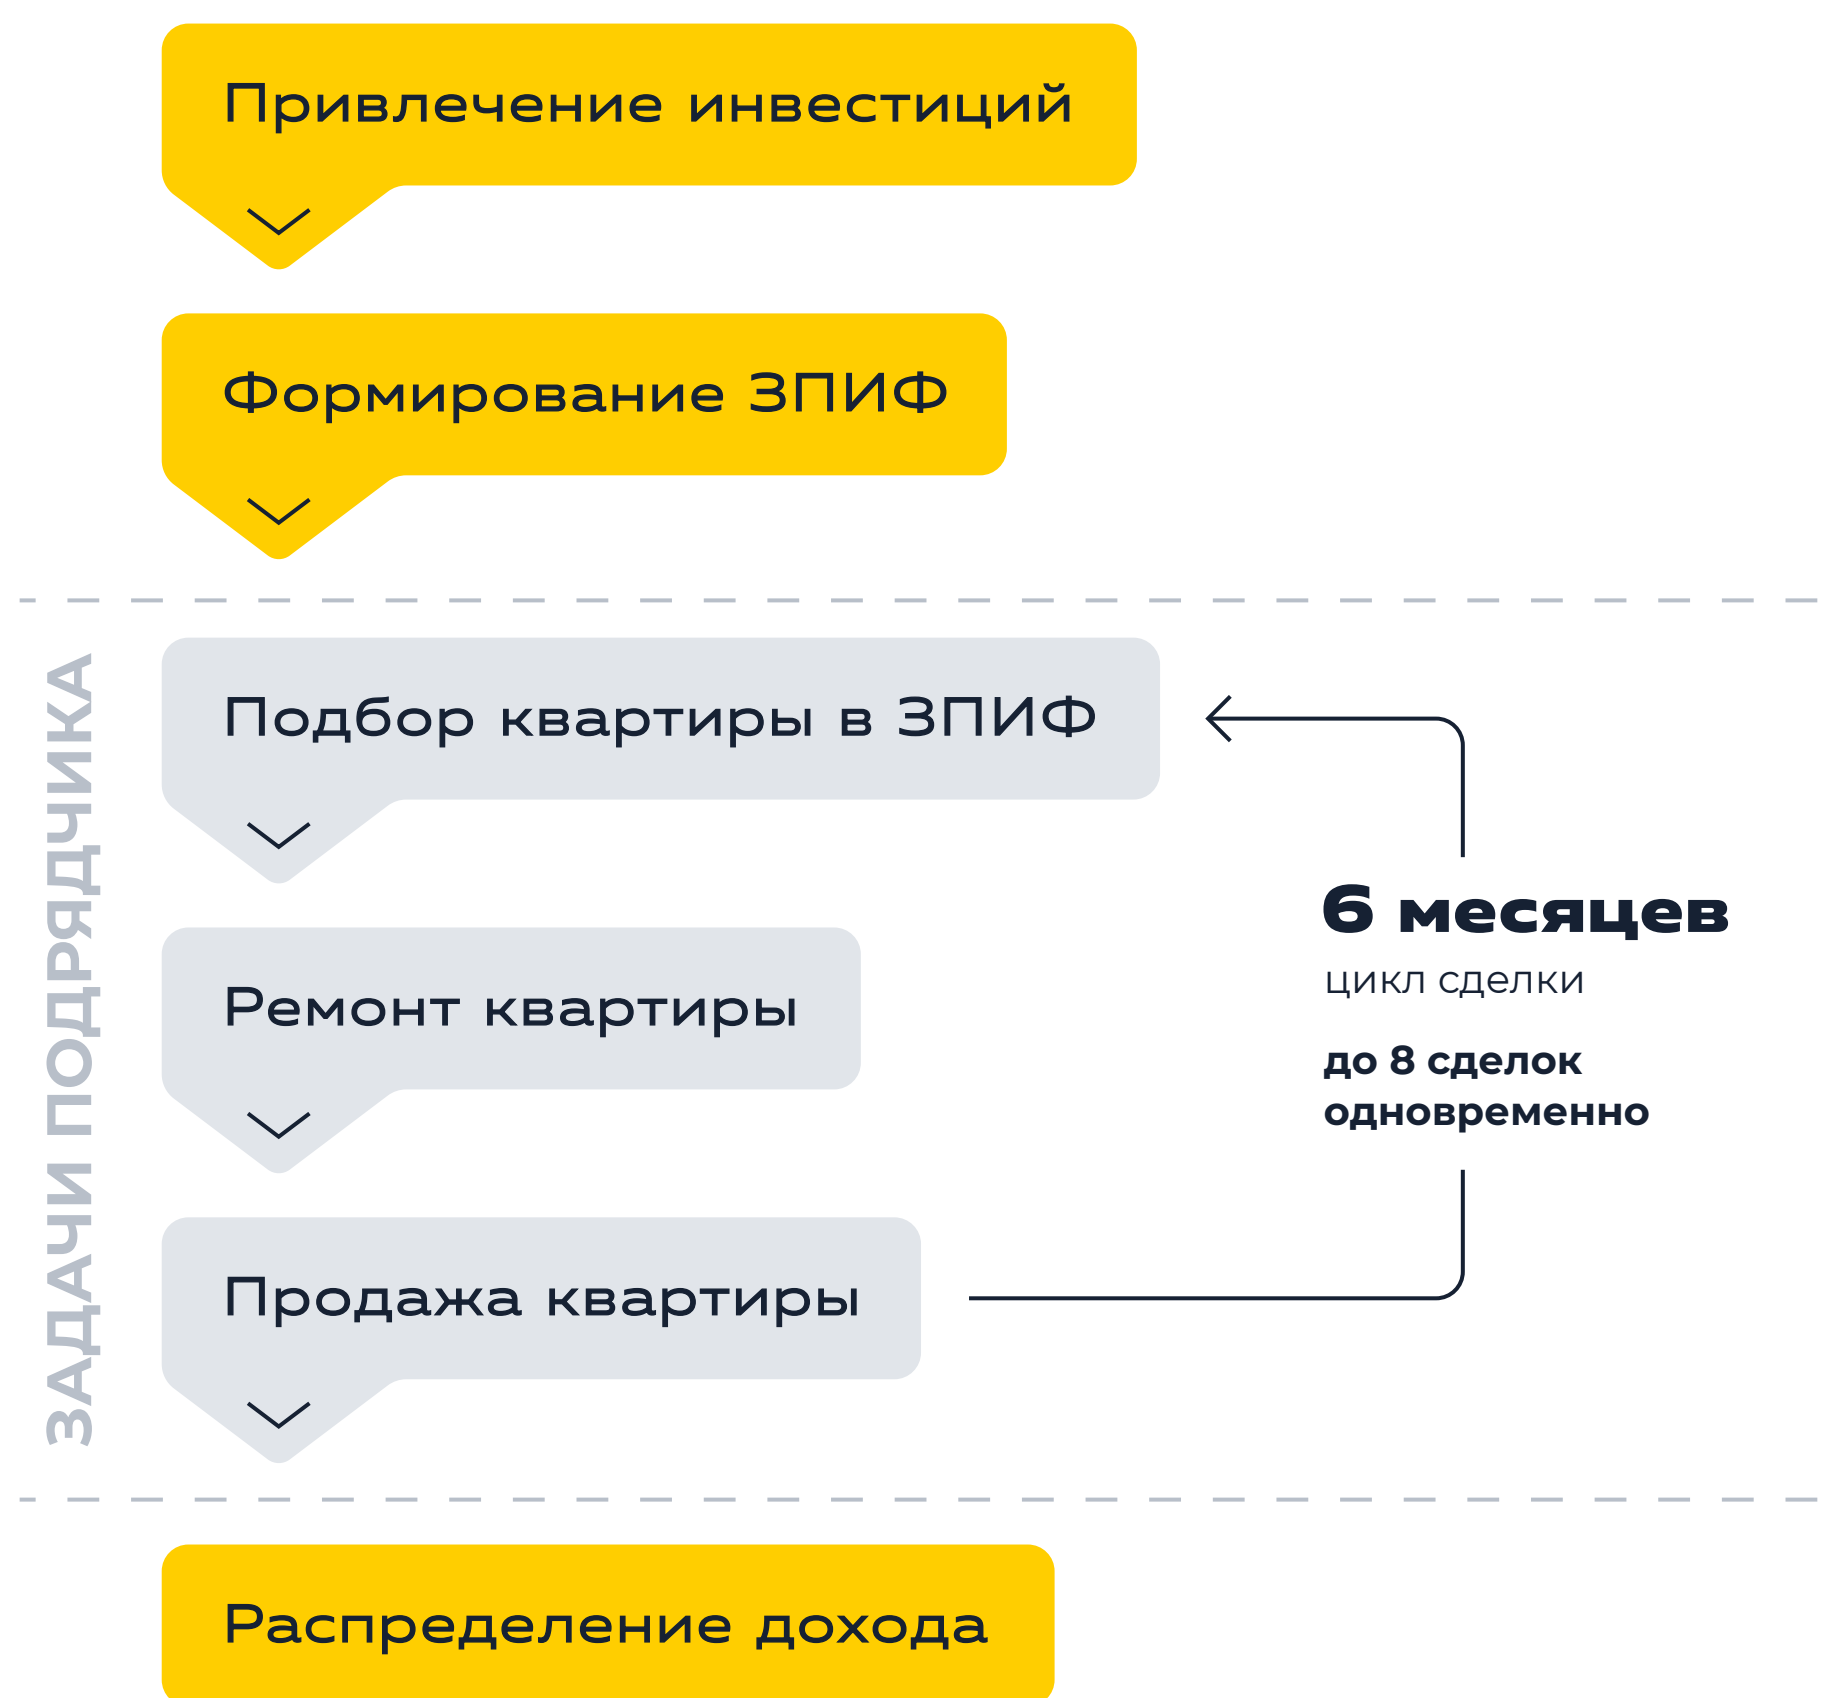 Привлечение инвестиций
Формирование ЗПИФ
ЗАДАЧИ ПОДРЯДЧИКА
Подбор квартиры в ЗПИФ
Ремонт квартиры
Продажа квартиры
6 месяцев
цикл сделки
до 8 сделок
одновременно
Распределение дохода